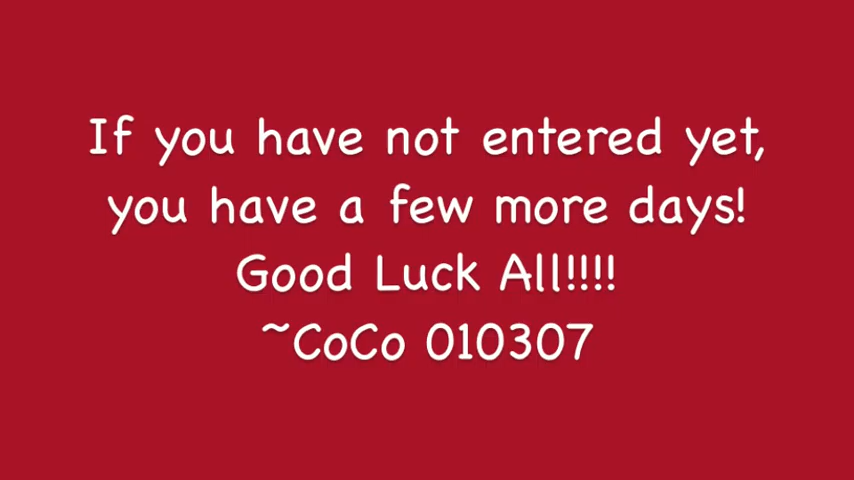 If you have not entered yet,
you have a few more days!
Good Luck All!!!!
~CoCo 010307